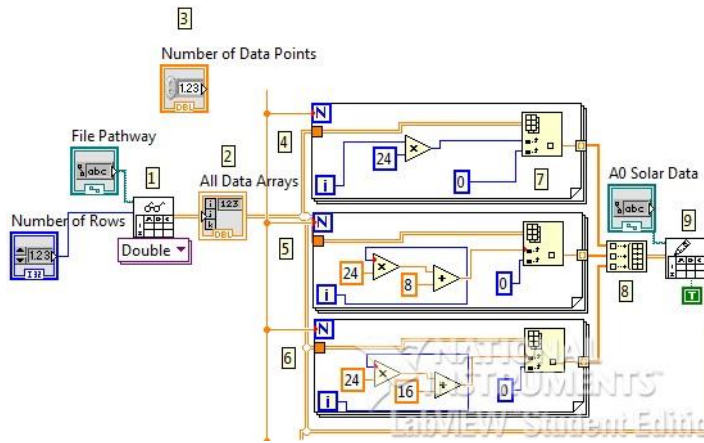 3
Number of Data Points
1.23
DBL
File Pathway
abc
1
2
All Data Arrays
i 123
j
k
DBL
Number of Rows
1.23
I32
Double
4
N
24
×
i
0
7
A0 Solar Data
abc
9
5
N
24
×
8
+
i
0
8
T
6
N
24
×
16
+
i
0
NATIONAL
INSTRUMENTS
LabVIEW Student Editio